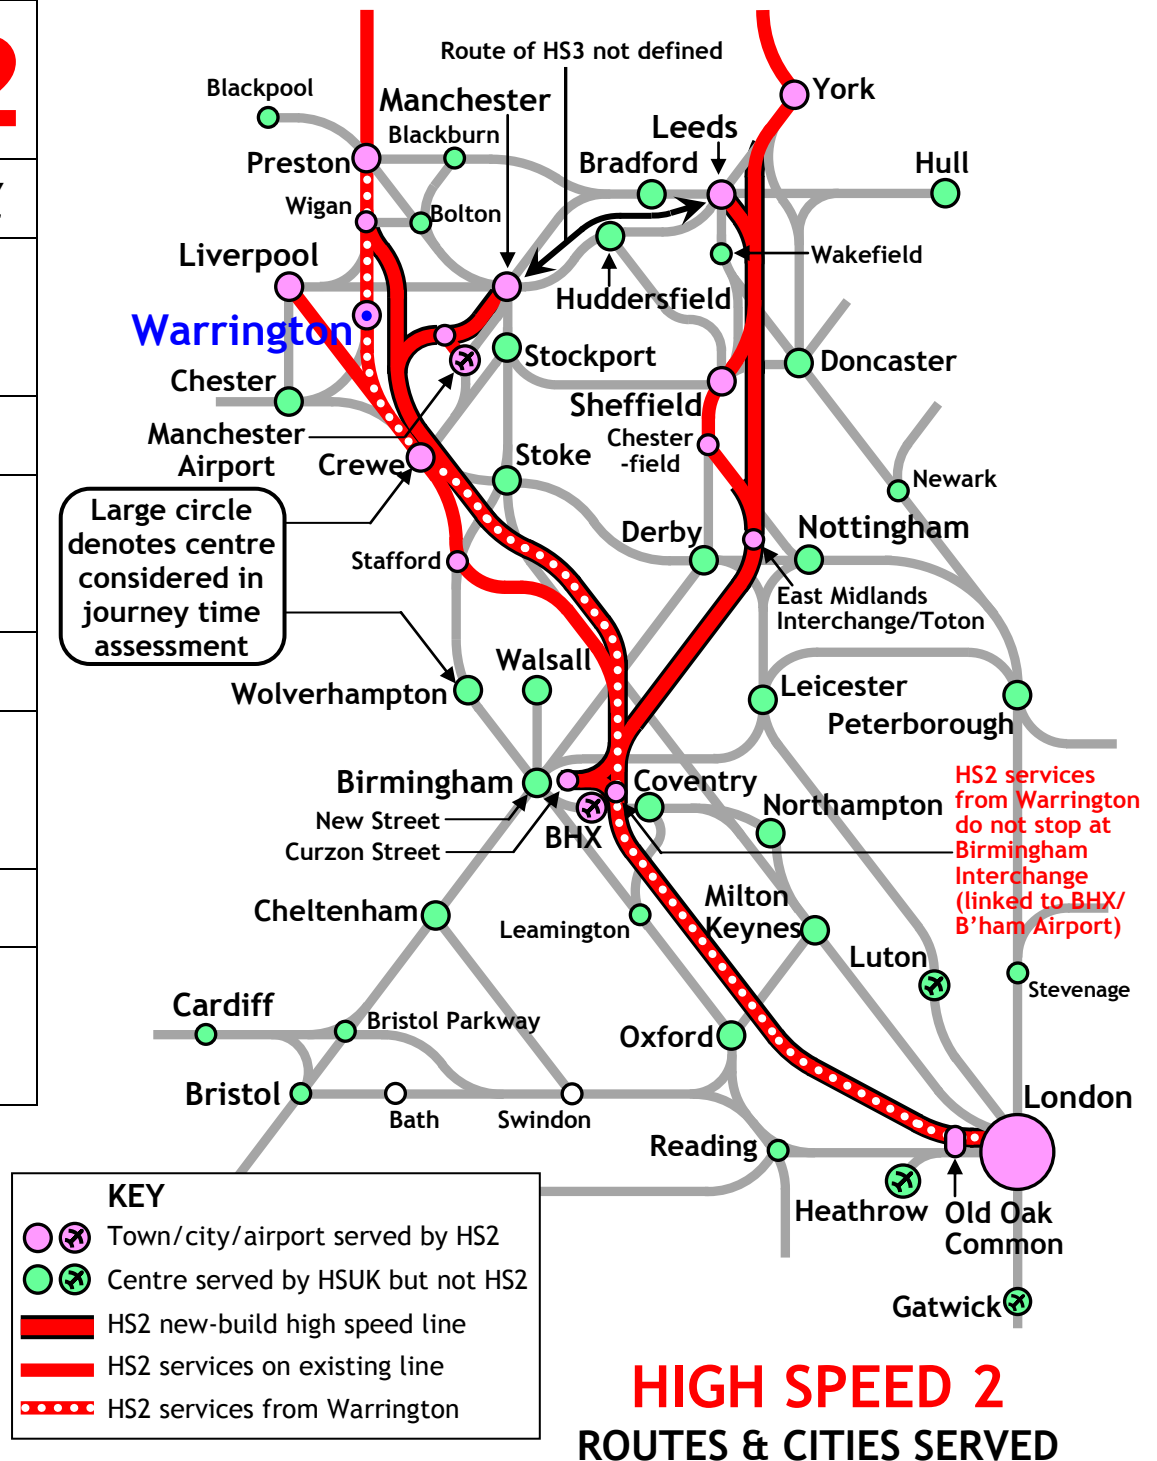 2
Route of HS3 not defined
York
Blackpool
Manchester
Leeds
Blackburn
Preston
Bradford
Hull
Wigan
Bolton
Liverpool
Wakefield
Huddersfield
Warrington
Stockport
Doncaster
Chester
Sheffield
Manchester
Airport
Chester
-field
Crewe
Stoke
Newark
Large circle
denotes centre
considered in
journey time
assessment
Derby
Nottingham
Stafford
East Midlands
Interchange/Toton
Walsall
Wolverhampton
Leicester
Peterborough
Birmingham
Coventry
HS2 services
from Warrington
do not stop at
Birmingham
Interchange
(linked to BHX/
B'ham Airport)
Northampton
New Street
BHX
Curzon Street
Milton
Keynes
Cheltenham
Leamington
Luton
Stevenage
Cardiff
Bristol Parkway
Oxford
Bristol
Bath
Swindon
London
Reading
Heathrow
Old Oak
Common
Gatwick
KEY
Town/city/airport served by HS2
Centre served by HSUK but not HS2
HS2 new-build high speed line
HS2 services on existing line
HS2 services from Warrington
HIGH SPEED 2
ROUTES & CITIES SERVED